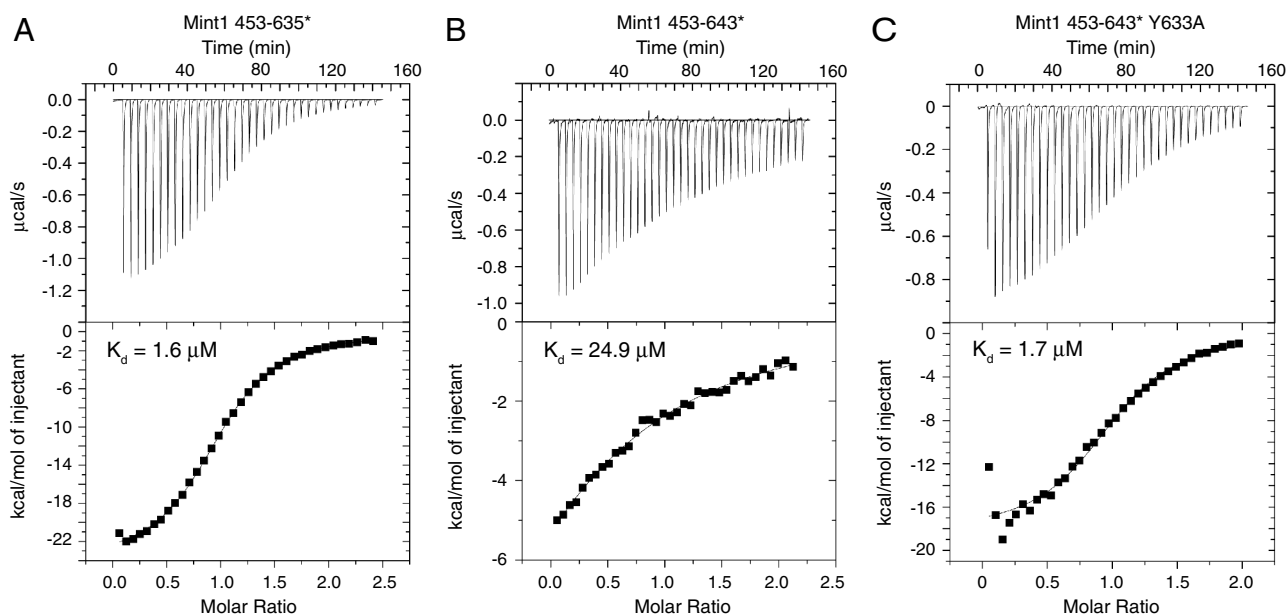 A
Mint1 453-635*
Time (min)
0 40 80 120 160
0.0
-0.2
-0.4
-0.6
-0.8
-1.0
-1.2
μcal/s
0
-2
-6
-10
-14
-18
-22
kcal/mol of injectant
K_d = 1.6 μM
0.0 0.5 1.0 1.5 2.0 2.5
Molar Ratio
B
Mint1 453-643*
Time (min)
0 40 80 120 160
0.0
-0.2
-0.4
-0.6
-0.8
-1.0
μcal/s
0
-2
-4
-6
kcal/mol of injectant
K_d = 24.9 μM
0.0 0.5 1.0 1.5 2.0 2.5
Molar Ratio
C
Mint1 453-643* Y633A
Time (min)
0 40 80 120 160
0
-0.2
-0.4
-0.6
-0.8
μcal/s
0
-4
-8
-12
-16
-20
kcal/mol of injectant
K_d = 1.7 μM
0 0.5 1.0 1.5 2.0
Molar Ratio